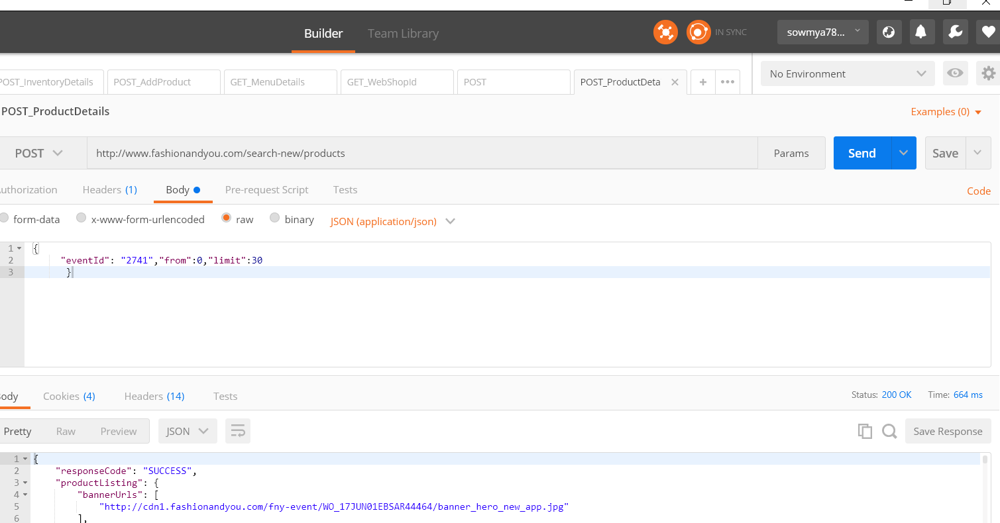 Builder Team Library IN SYNC sowmya78...
POST_InventoryDetails POST_AddProduct GET_MenuDetails GET_WebShopId POST POST_ProductDeta No Environment
POST_ProductDetails Examples (0)
POST http://www.fashionandyou.com/search-new/products Params Send Save
uthorization Headers (1) Body Pre-request Script Tests Code
form-data x-www-form-urlencoded raw binary JSON (application/json)
1 {
2 "eventId": "2741","from":0,"limit":30
3 }
ody Cookies (4) Headers (14) Tests Status: 200 OK Time: 664 ms
Pretty Raw Preview JSON Save Response
1 {
2 "responseCode": "SUCCESS",
3 "productListing": {
4 "bannerUrls": [
5 "http://cdn1.fashionandyou.com/fny-event/WO_17JUN01EBSAR44464/banner_hero_new_app.jpg"
6 ],